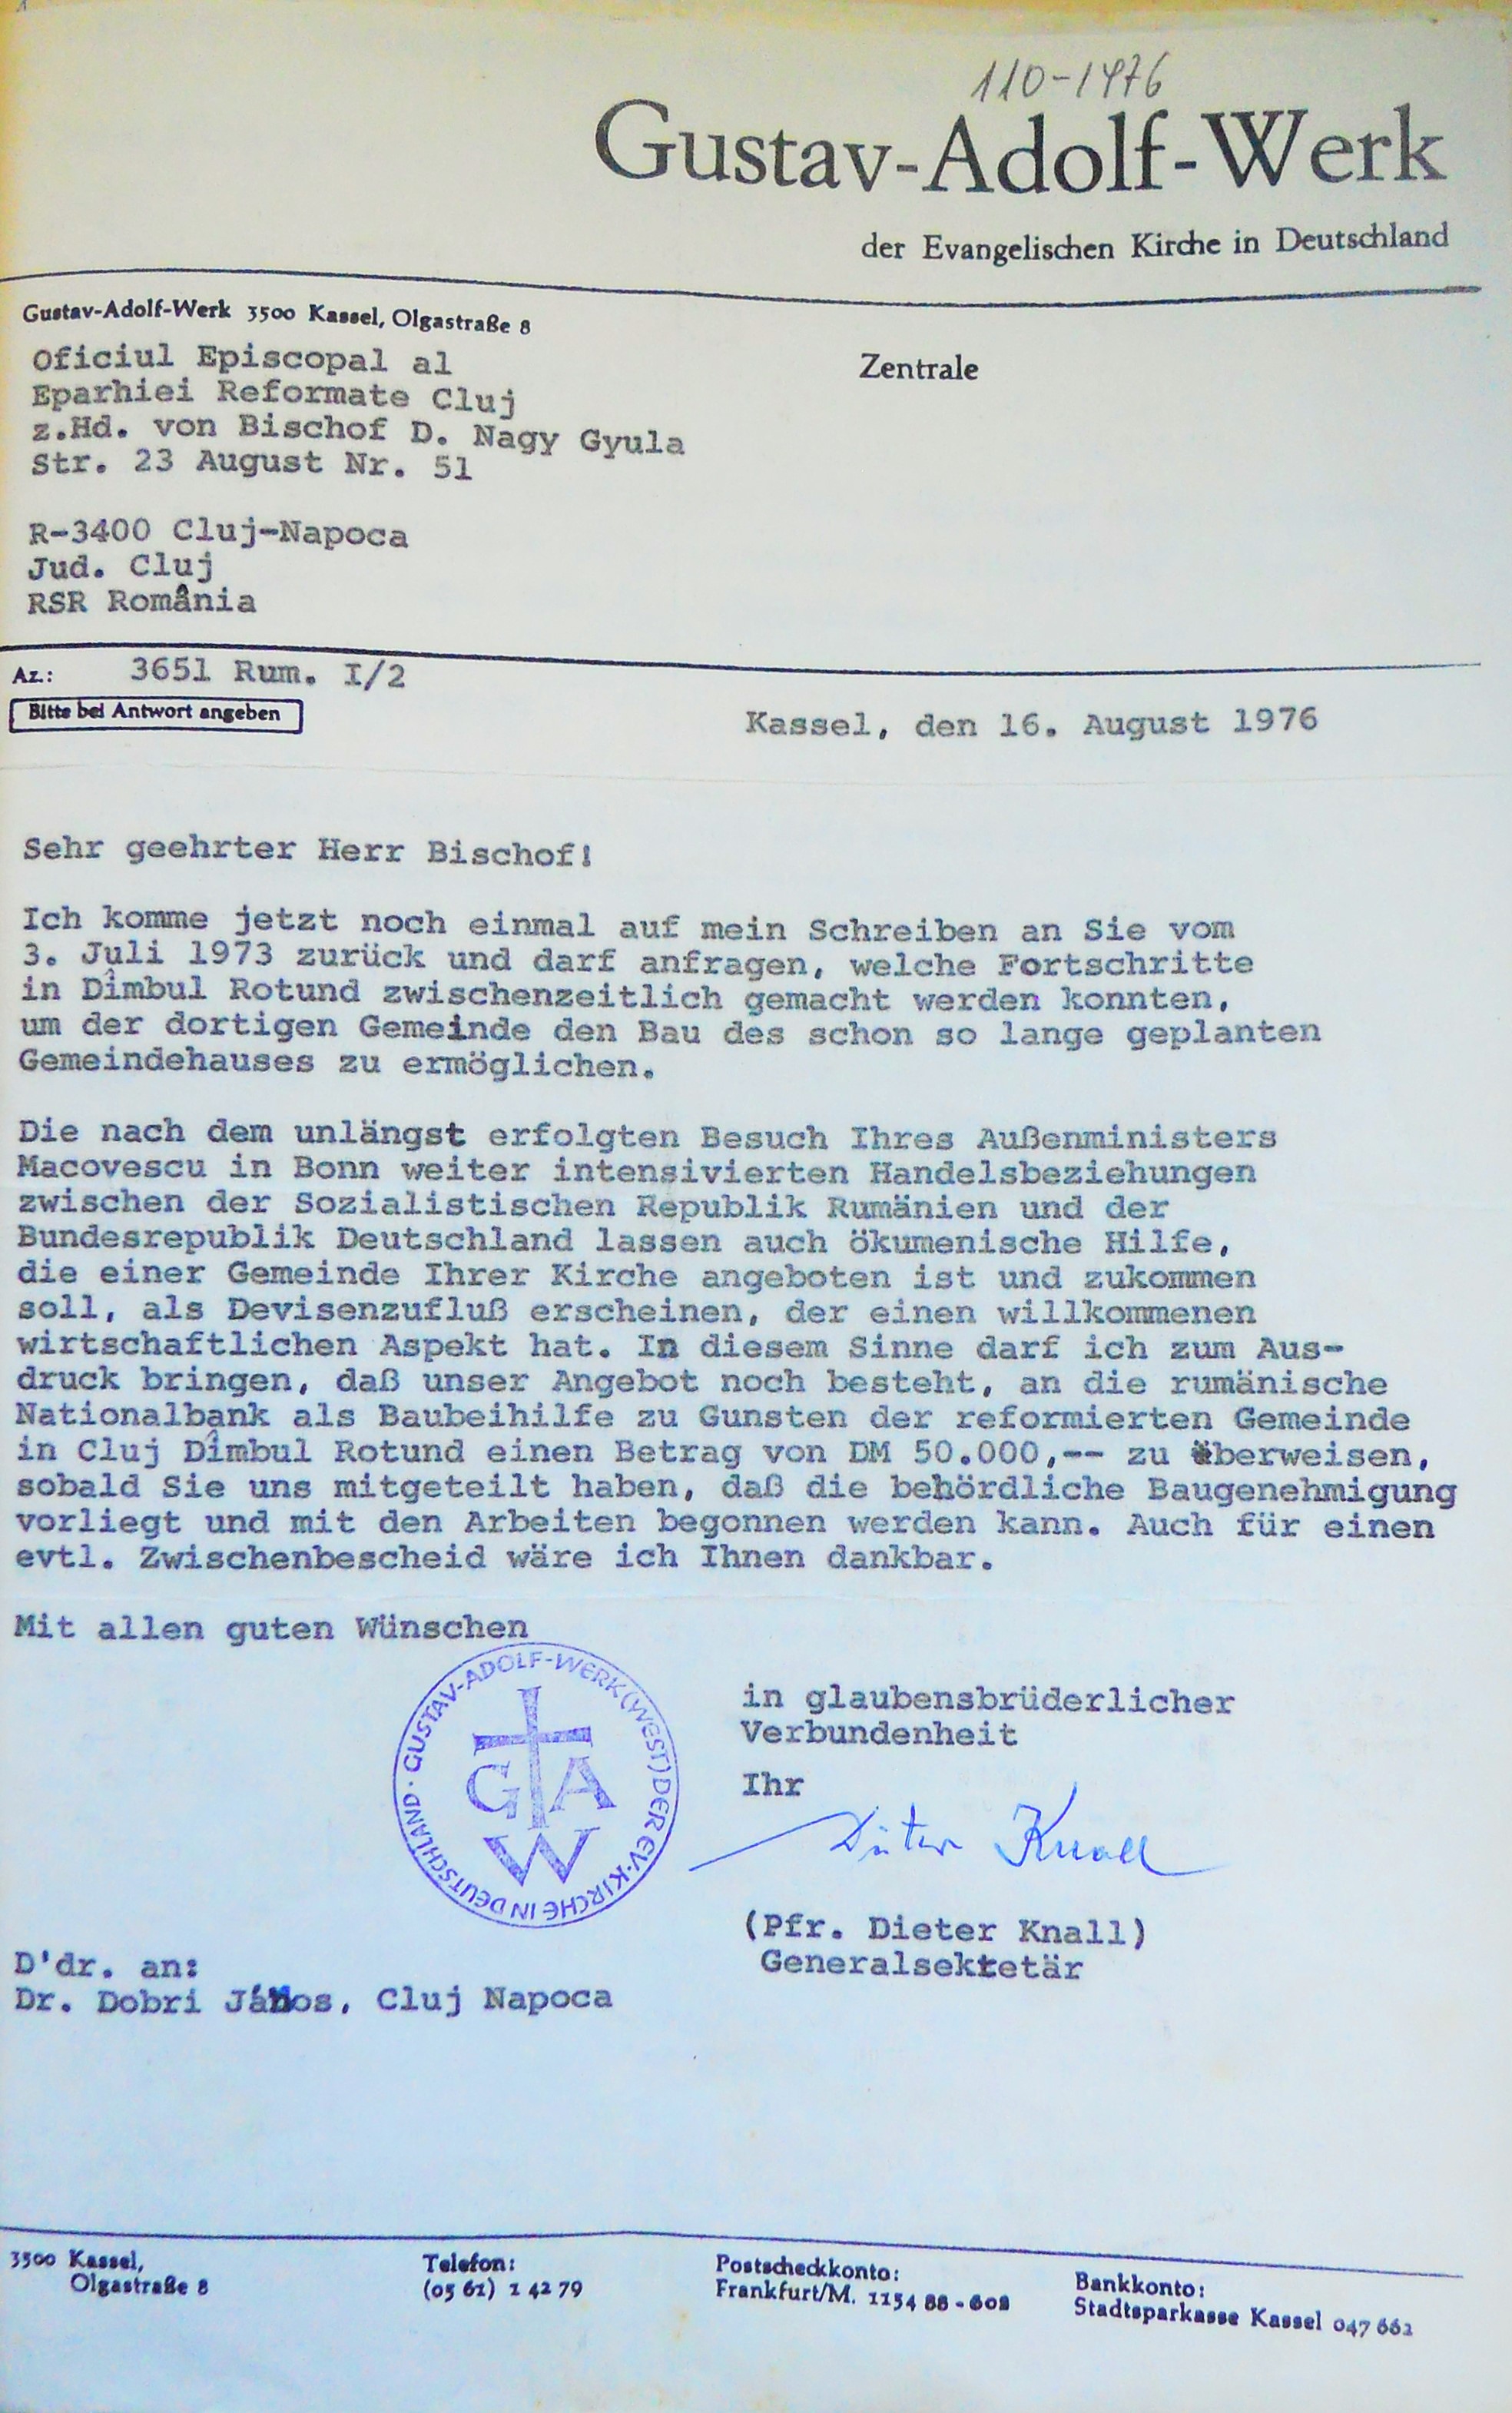 110-1976
Gustav-Adolf-Werk
der Evangelischen Kirche in Deutschland
Gustav-Adolf-Werk 3500 Kassel, Olgastraße 8
Oficiul Episcopal al
Eparhiei Reformate Cluj
z.Hd. von Bischof D. Nagy Gyula
Str. 23 August Nr. 51
Zentrale
R-3400 Cluj-Napoca
Jud. Cluj
RSR România
Az.: 3651 Rum. I/2
Bitte bei Antwort angeben
Kassel, den 16. August 1976
Sehr geehrter Herr Bischof!
Ich komme jetzt noch einmal auf mein Schreiben an Sie vom
3. Juli 1973 zurück und darf anfragen, welche Fortschritte
in Dîmbul Rotund zwischenzeitlich gemacht werden konnten,
um der dortigen Gemeinde den Bau des schon so lange geplanten
Gemeindehauses zu ermöglichen.
Die nach dem unlängst erfolgten Besuch Ihres Außenministers
Macovescu in Bonn weiter intensivierten Handelsbeziehungen
zwischen der Sozialistischen Republik Rumänien und der
Bundesrepublik Deutschland lassen auch ökumenische Hilfe,
die einer Gemeinde Ihrer Kirche angeboten ist und zukommen
soll, als Devisenzufluß erscheinen, der einen willkommenen
wirtschaftlichen Aspekt hat. In diesem Sinne darf ich zum Aus-
druck bringen, daß unser Angebot noch besteht, an die rumänische
Nationalbank als Baubeihilfe zu Gunsten der reformierten Gemeinde
in Cluj Dîmbul Rotund einen Betrag von DM 50.000,-- zu überweisen,
sobald Sie uns mitgeteilt haben, daß die behördliche Baugenehmigung
vorliegt und mit den Arbeiten begonnen werden kann. Auch für einen
evtl. Zwischenbescheid wäre ich Ihnen dankbar.
Mit allen guten Wünschen
GUSTAV-ADOLF-WERK (WEST) DER EV. KIRCHE IN DEUTSCHLAND ·
G A
W
in glaubensbrüderlicher
Verbundenheit
Ihr
Dieter Knall
(Pfr. Dieter Knall)
Generalsekretär
D'dr. an:
Dr. Dobri János, Cluj Napoca
3500 Kassel,
Olgastraße 8
Telefon:
(05 61) 1 42 79
Postscheckkonto:
Frankfurt/M. 1154 88 - 602
Bankkonto:
Stadtsparkasse Kassel 047 662